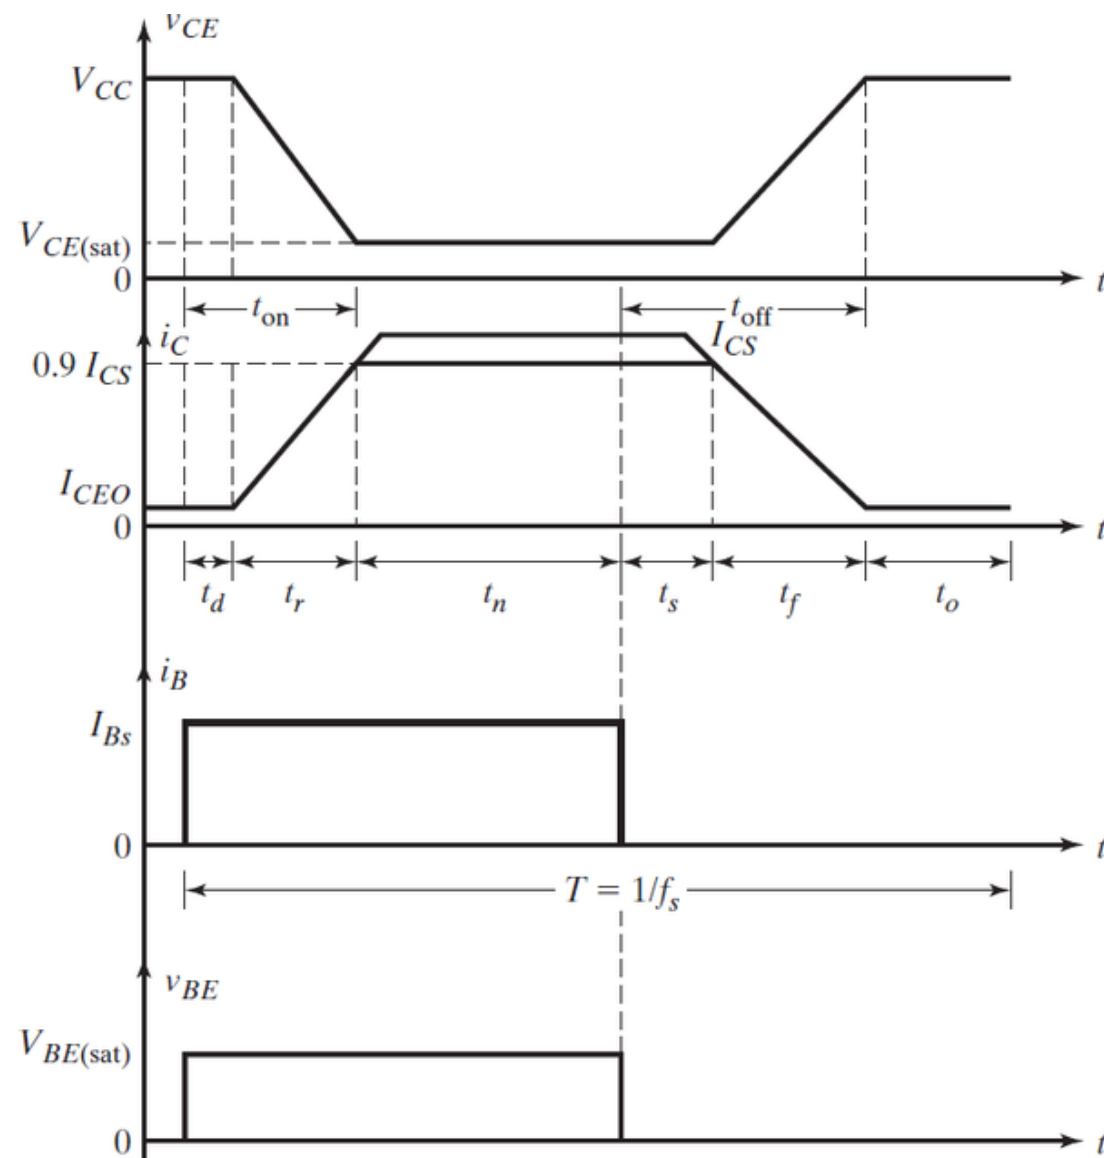 v_CE
V_CC
V_CE(sat)
0
t
t_on
t_off
i_C
I_CS
0.9 I_CS
I_CEO
0
t
t_d t_r t_n t_s t_f t_o
i_B
I_Bs
0
t
T = 1/f_s
v_BE
V_BE(sat)
0
t